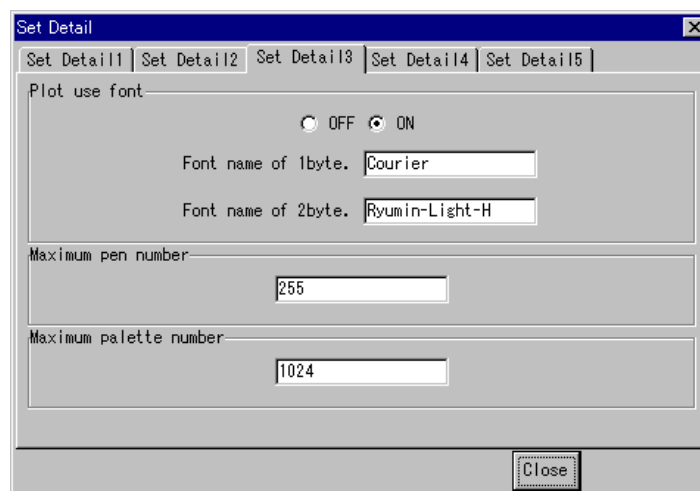 Set Detail
Set Detail1 Set Detail2 Set Detail3 Set Detail4 Set Detail5
Plot use font
OFF ON
Font name of 1byte. Courier
Font name of 2byte. Ryumin-Light-H
Maximum pen number
255
Maximum palette number
1024
Close